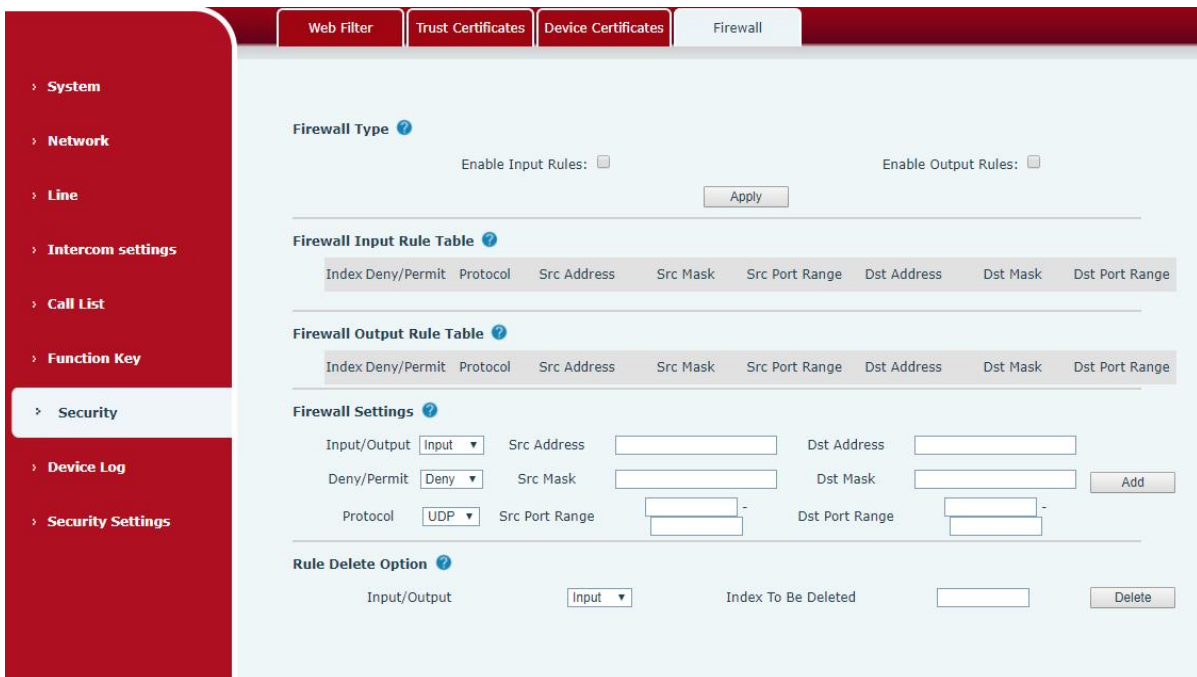 Web Filter Trust Certificates Device Certificates Firewall
› System
› Network
› Line
› Intercom settings
› Call List
› Function Key
› Security
› Device Log
› Security Settings
Firewall Type ?
Enable Input Rules: Enable Output Rules:
Apply
Firewall Input Rule Table ?
Index Deny/Permit Protocol Src Address Src Mask Src Port Range Dst Address Dst Mask Dst Port Range
Firewall Output Rule Table ?
Index Deny/Permit Protocol Src Address Src Mask Src Port Range Dst Address Dst Mask Dst Port Range
Firewall Settings ?
Input/Output Input Src Address Dst Address
Deny/Permit Deny Src Mask Dst Mask Add
Protocol UDP Src Port Range - Dst Port Range -
Rule Delete Option ?
Input/Output Input Index To Be Deleted Delete